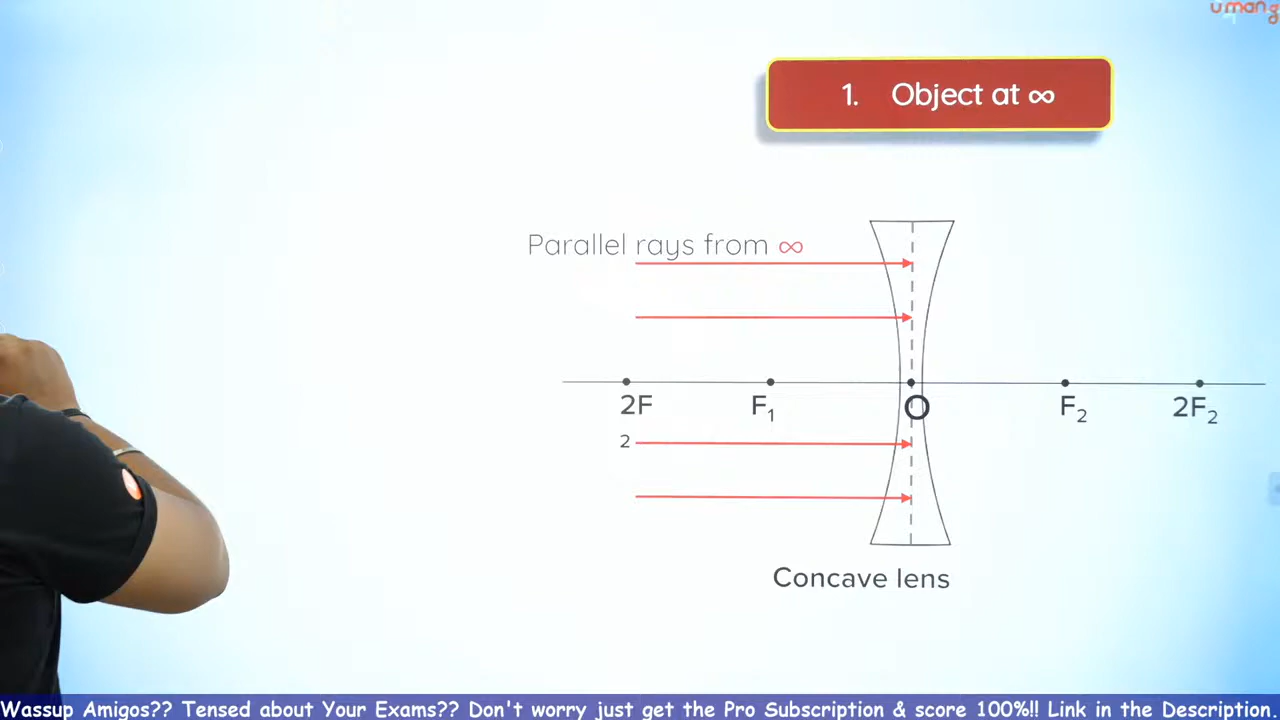 uman
1. Object at ∞
Parallel rays from ∞
2F F₁ O F₂ 2F₂
2
Concave lens
Wassup Amigos?? Tensed about Your Exams?? Don't worry just get the Pro Subscription & score 100%!! Link in the Description.